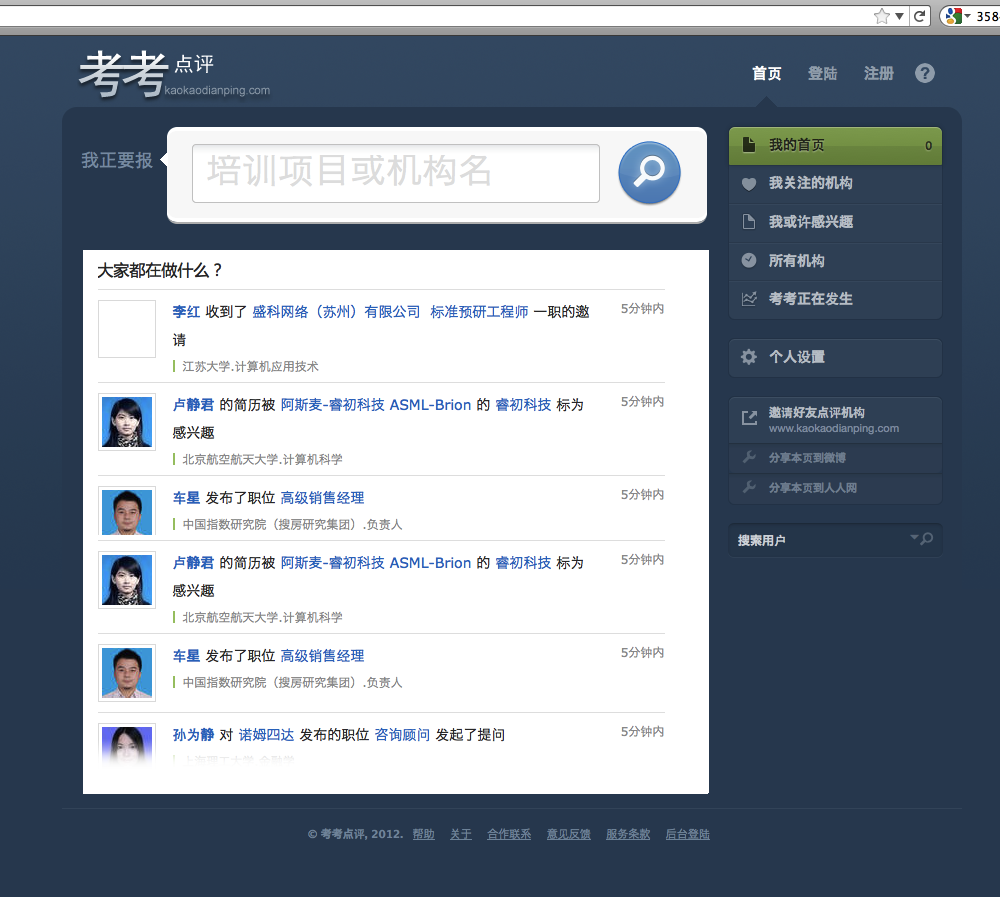 358
考考 点评
kaokaodianping.com
首页 登陆 注册 ?
我正要报
培训项目或机构名
我的首页 0
我关注的机构
我或许感兴趣
所有机构
考考正在发生
个人设置
邀请好友点评机构
www.kaokaodianping.com
分享本页到微博
分享本页到人人网
搜索用户
大家都在做什么？
李红 收到了 盛科网络（苏州）有限公司 标准预研工程师 一职的邀 5分钟内
请
江苏大学.计算机应用技术
卢静君 的简历被 阿斯麦-睿初科技 ASML-Brion 的 睿初科技 标为 5分钟内
感兴趣
北京航空航天大学.计算机科学
车星 发布了职位 高级销售经理 5分钟内
中国指数研究院（搜房研究集团）.负责人
卢静君 的简历被 阿斯麦-睿初科技 ASML-Brion 的 睿初科技 标为 5分钟内
感兴趣
北京航空航天大学.计算机科学
车星 发布了职位 高级销售经理 5分钟内
中国指数研究院（搜房研究集团）.负责人
孙为静 对 诺姆四达 发布的职位 咨询顾问 发起了提问 5分钟内
© 考考点评, 2012. 帮助 关于 合作联系 意见反馈 服务条款 后台登陆